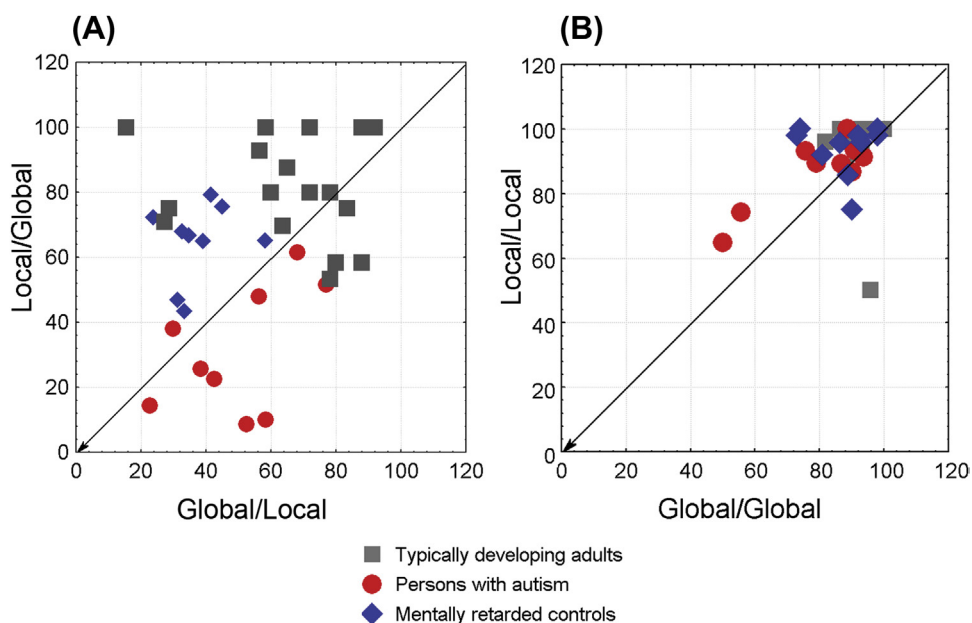 (A)
(B)
120
100
80
60
40
20
0
Local/Global
0 20 40 60 80 100 120
Global/Local
120
100
80
60
40
20
0
Local/Local
0 20 40 60 80 100 120
Global/Global
Typically developing adults
Persons with autism
Mentally retarded controls